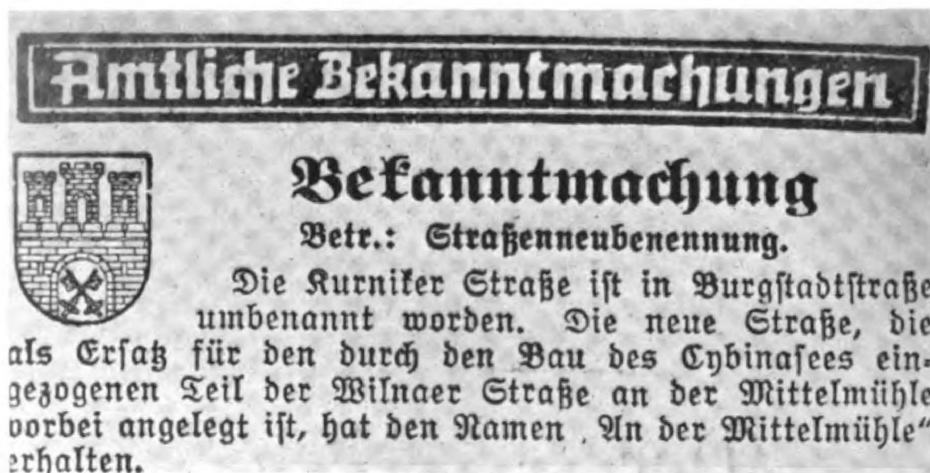 Amtliche Bekanntmachungen
Bekanntmachung
Betr.: Straßenneubenennung.
Die Kurniker Straße ist in Burgstadtstraße
umbenannt worden. Die neue Straße, die
als Ersatz für den durch den Bau des Cybinasees ein-
gezogenen Teil der Wilnaer Straße an der Mittelmühle
vorbei angelegt ist, hat den Namen „An der Mittelmühle“
erhalten.